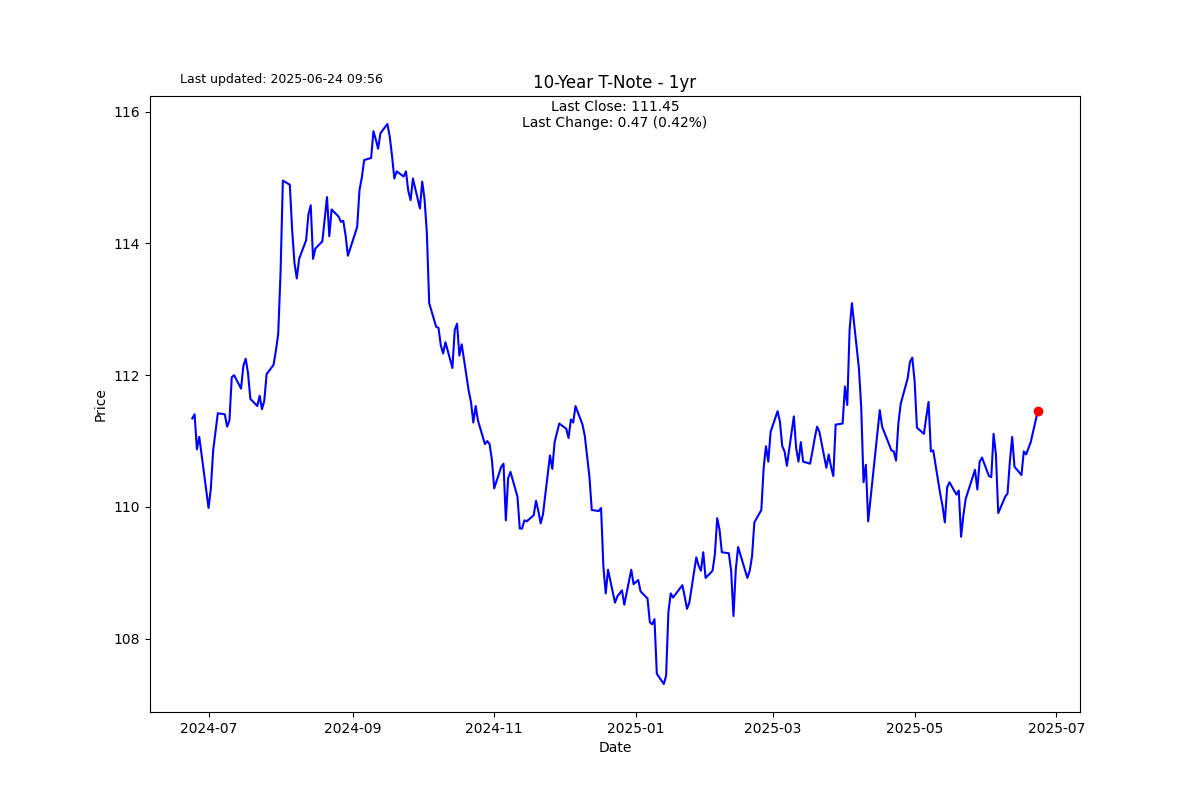 Last updated: 2025-06-24 09:56
10-Year T-Note - 1yr
Last Close: 111.45
Last Change: 0.47 (0.42%)
116
114
112
110
108
Price
2024-07
2024-09
2024-11
2025-01
2025-03
2025-05
2025-07
Date